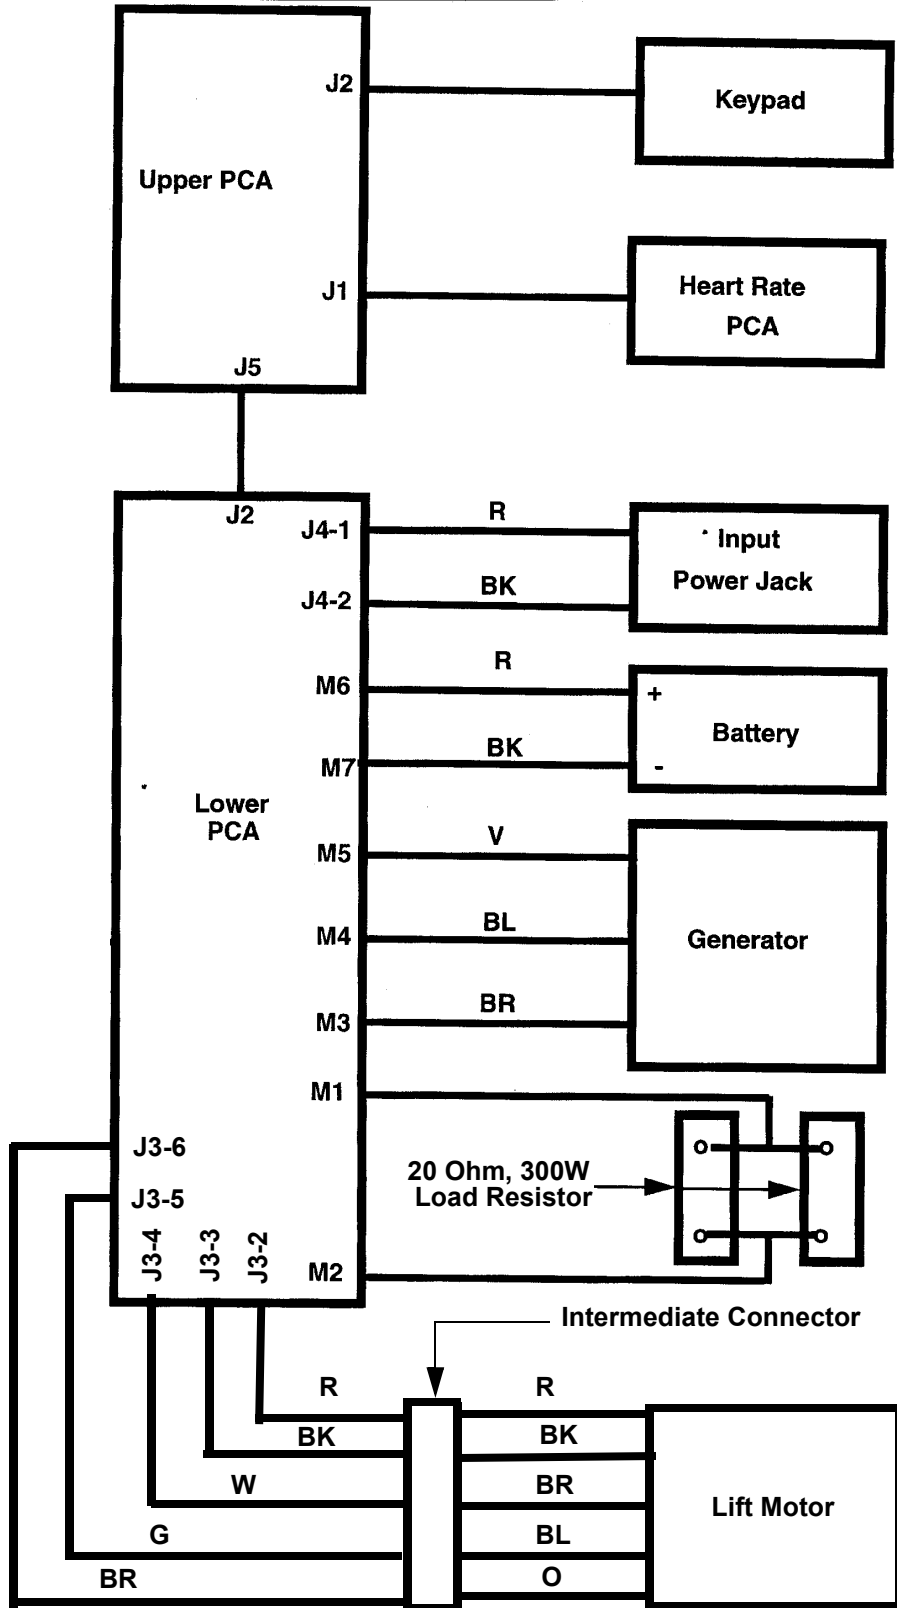 J2
Keypad
Upper PCA
J1
Heart Rate
PCA
J5
J2
J4-1
R
Input
Power Jack
J4-2
BK
M6
R
+
Battery
M7
BK
-
Lower
PCA
M5
V
M4
BL
Generator
M3
BR
M1
J3-6
J3-5
20 Ohm, 300W
Load Resistor
J3-4
J3-3
J3-2
M2
Intermediate Connector
R
R
BK
BK
W
BR
Lift Motor
G
BL
BR
O